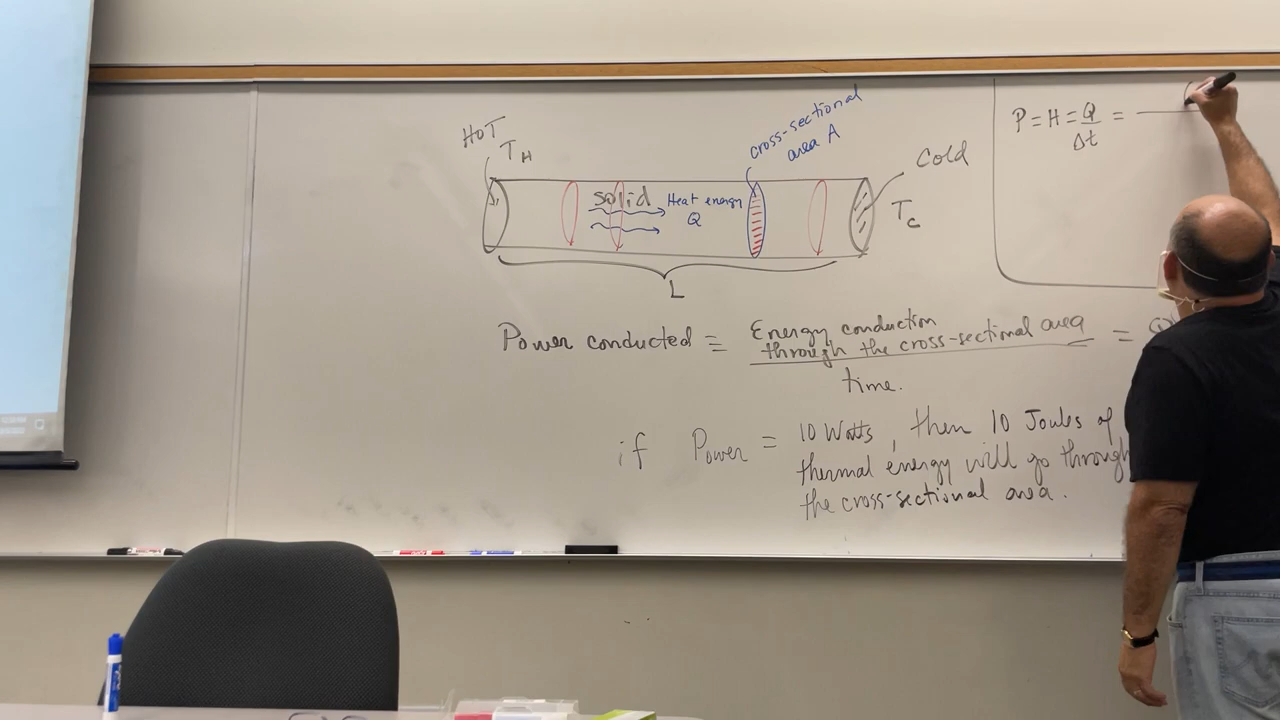 HOT
T_H
cross-sectional
area A
Cold
T_C
solid
Heat energy
Q
L
P = H = Q/Δt =
Power conducted ≡ Energy conduction
through the cross-sectional area
time.
= Q
if Power = 10 Watts, then 10 Joules of
thermal energy will go through
the cross-sectional area.